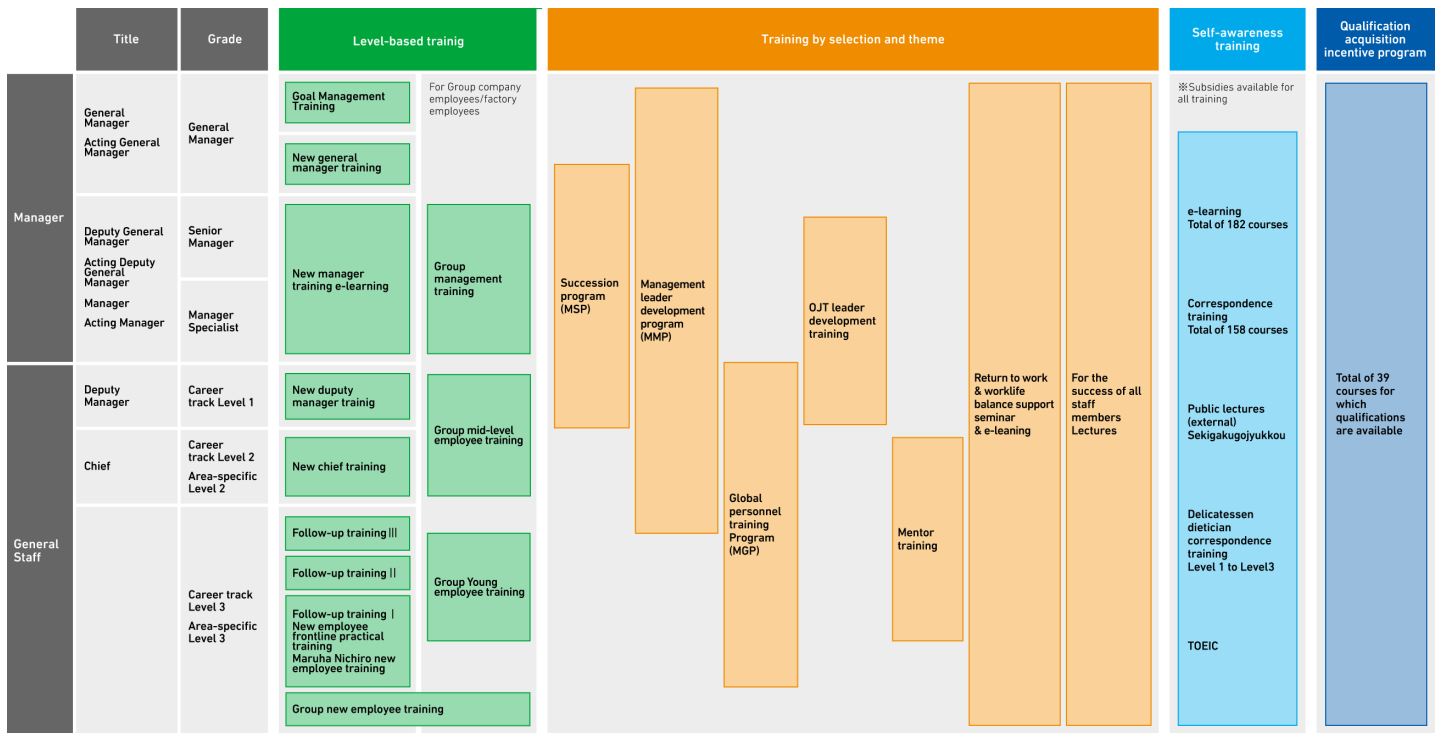 Title
Grade
Level-based trainig
Training by selection and theme
Self-awareness
training
Qualification
acquisition
incentive program
Manager
General
Manager
Acting General
Manager
General
Manager
Goal Management
Training
New general
manager training
For Group company
employees/factory
employees
Deputy General
Manager
Acting Deputy
General
Manager
Manager
Acting Manager
Senior
Manager
Manager
Specialist
New manager
training e-learning
Group
management
training
General
Staff
Deputy
Manager
Career
track Level 1
New duputy
manager trainig
Group mid-level
employee training
Chief
Career
track Level 2
Area-specific
Level 2
New chief training
Career track
Level 3
Area-specific
Level 3
Follow-up training III
Follow-up training II
Follow-up training I
New employee
frontline practical
training
Maruha Nichiro new
employee training
Group Young
employee training
Group new employee training
Succession
program
(MSP)
Management
leader
development
program
(MMP)
Global
personnel
training
Program
(MGP)
OJT leader
development
training
Mentor
training
Return to work
& worklife
balance support
seminar
& e-leaning
For the
success of all
staff
members
Lectures
※Subsidies available for
all training
e-learning
Total of 182 courses
Correspondence
training
Total of 158 courses
Public lectures
(external)
Sekigakugojyukkou
Delicatessen
dietician
correspondence
training
Level 1 to Level3
TOEIC
Total of 39
courses for
which
qualifications
are available